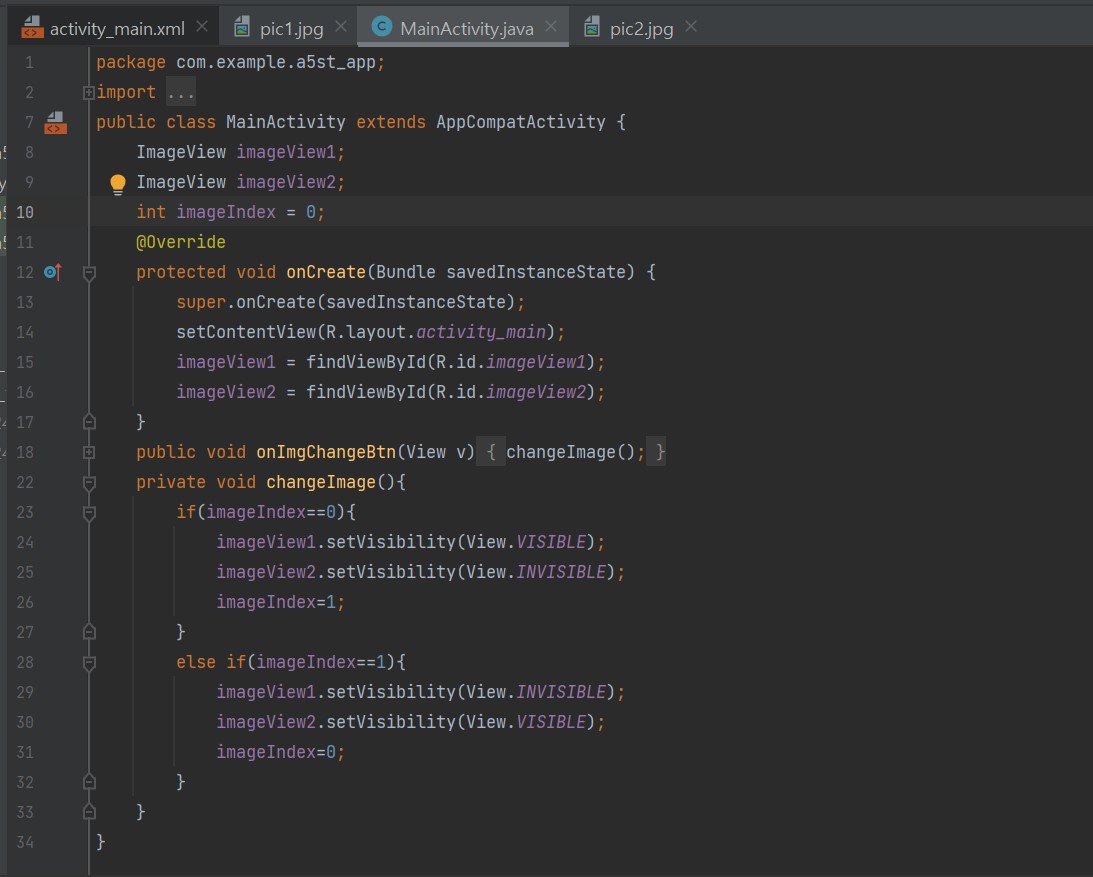 activity_main.xml pic1.jpg MainActivity.java pic2.jpg
1 package com.example.a5st_app;
2 import ...
7 public class MainActivity extends AppCompatActivity {
8 ImageView imageView1;
9 ImageView imageView2;
10 int imageIndex = 0;
11 @Override
12 protected void onCreate(Bundle savedInstanceState) {
13 super.onCreate(savedInstanceState);
14 setContentView(R.layout.activity_main);
15 imageView1 = findViewById(R.id.imageView1);
16 imageView2 = findViewById(R.id.imageView2);
17 }
18 public void onImgChangeBtn(View v) { changeImage(); }
22 private void changeImage(){
23 if(imageIndex==0){
24 imageView1.setVisibility(View.VISIBLE);
25 imageView2.setVisibility(View.INVISIBLE);
26 imageIndex=1;
27 }
28 else if(imageIndex==1){
29 imageView1.setVisibility(View.INVISIBLE);
30 imageView2.setVisibility(View.VISIBLE);
31 imageIndex=0;
32 }
33 }
34 }